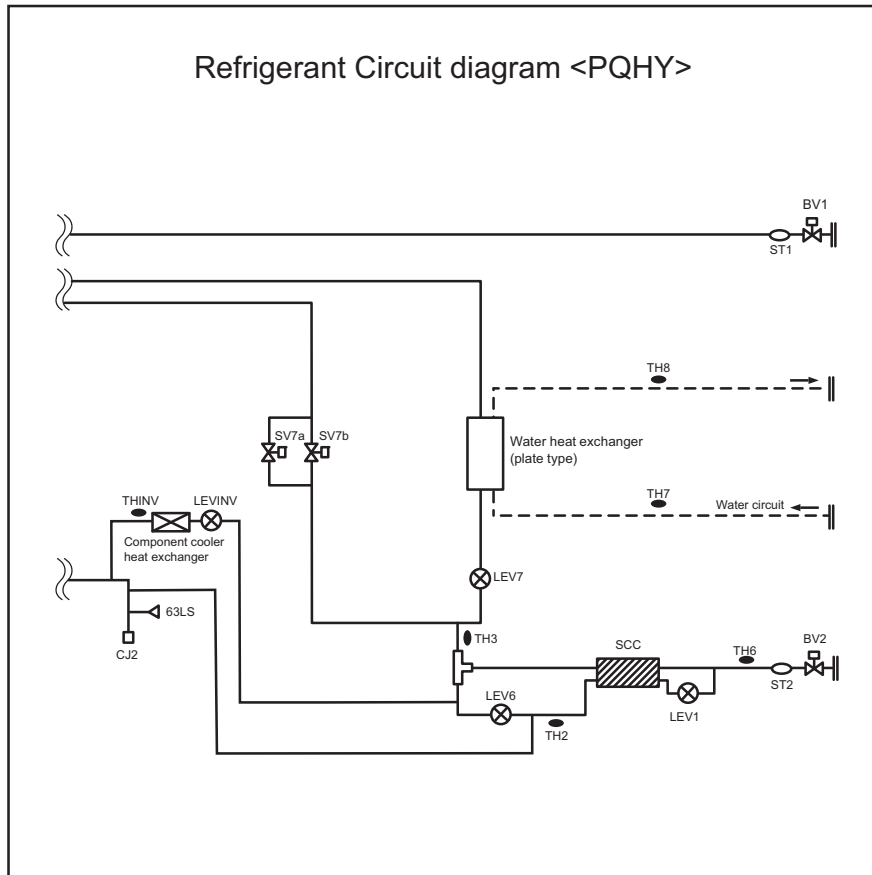 Refrigerant Circuit diagram <PQHY>
BV1
ST1
TH8
SV7a
SV7b
Water heat exchanger
(plate type)
TH7
Water circuit
THINV
LEVINV
Component cooler
heat exchanger
LEV7
63LS
CJ2
TH3
SCC
TH6
BV2
ST2
LEV6
LEV1
TH2